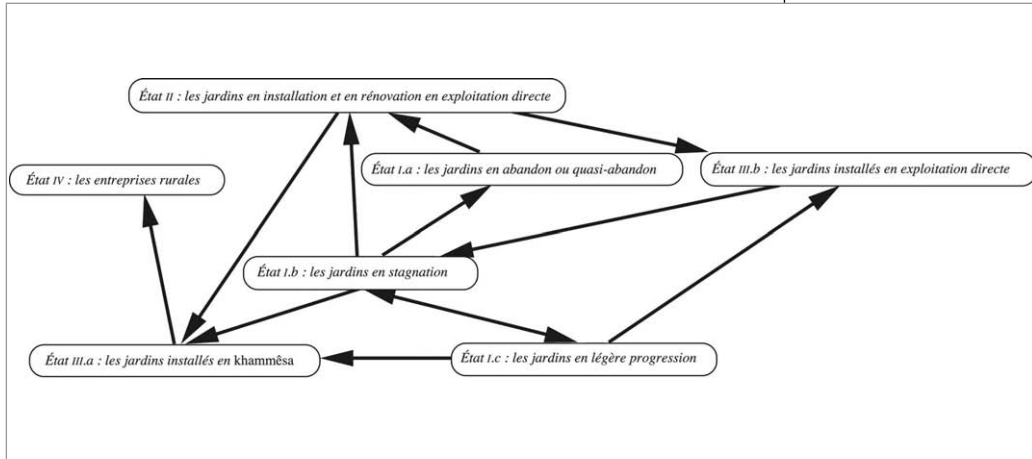 État II : les jardins en installation et en rénovation en exploitation directe
État I.a : les jardins en abandon ou quasi-abandon
État III.b : les jardins installés en exploitation directe
État IV : les entreprises rurales
État I.b : les jardins en stagnation
État III.a : les jardins installés en khammêsa
État I.c : les jardins en légère progression